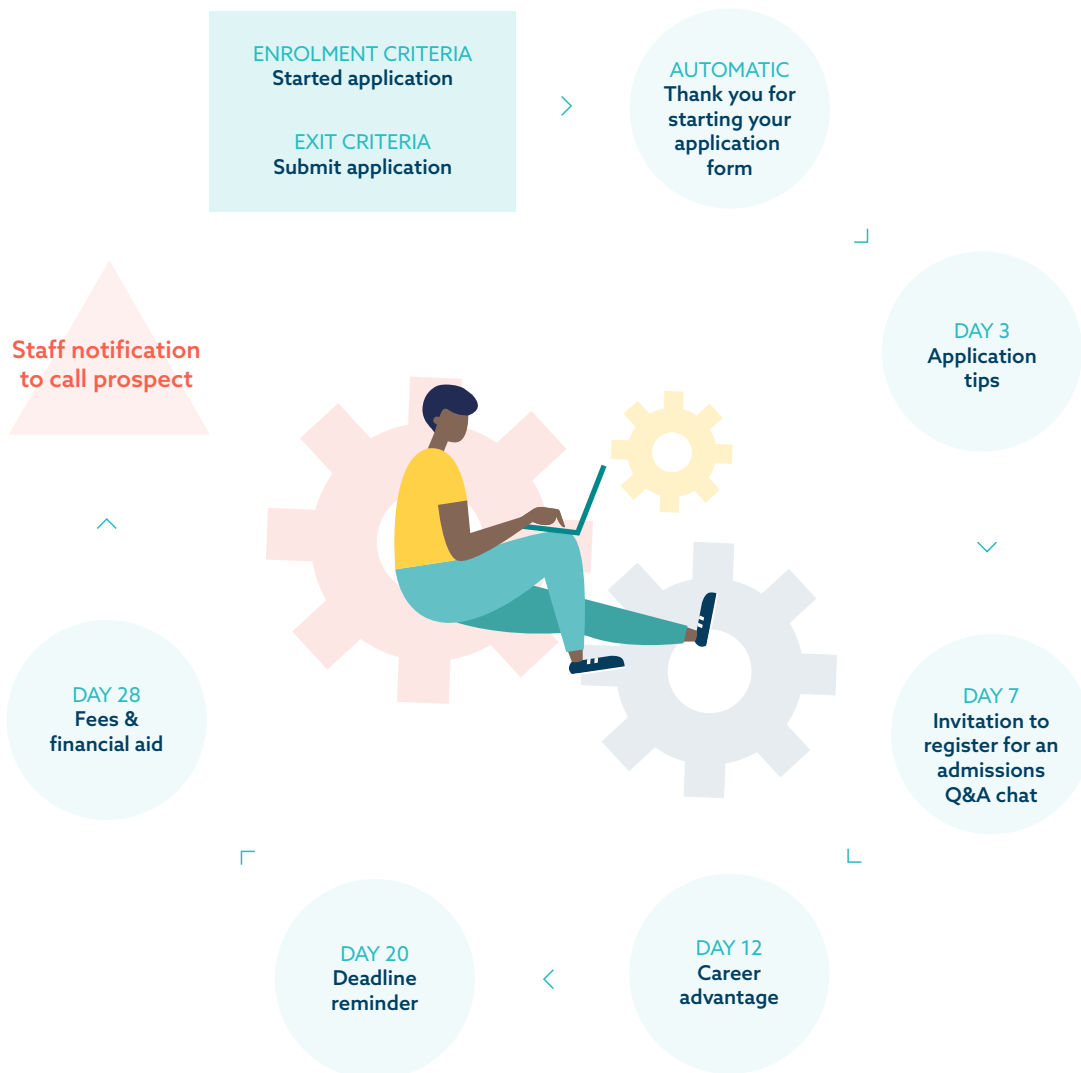 ENROLMENT CRITERIA
Started application
EXIT CRITERIA
Submit application
AUTOMATIC
Thank you for
starting your
application
form
DAY 3
Application
tips
DAY 7
Invitation to
register for an
admissions
Q&A chat
DAY 12
Career
advantage
DAY 20
Deadline
reminder
DAY 28
Fees &
financial aid
Staff notification
to call prospect